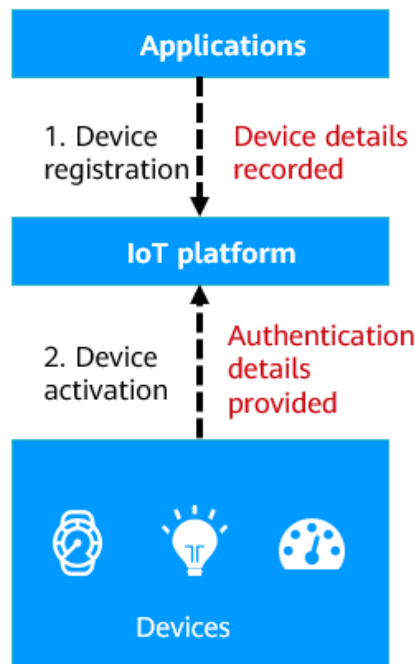 Applications
1. Device
registration
Device details
recorded
IoT platform
2. Device
activation
Authentication
details
provided
Devices